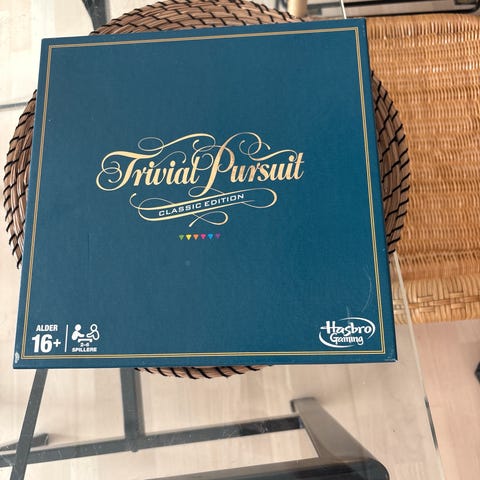 Trivial Pursuit
CLASSIC EDITION
ALDER
16+
2-6
SPILLERE
Hasbro
Gaming